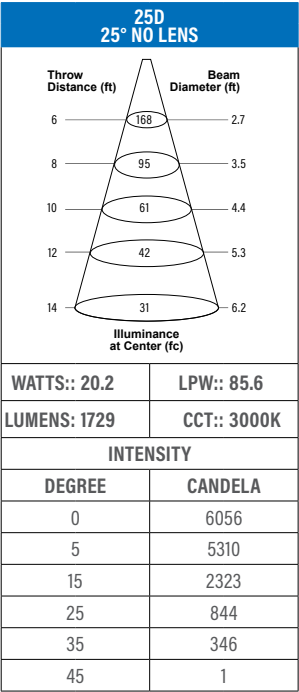 25D
25° NO LENS
Throw
Distance (ft)
Beam
Diameter (ft)
6 168 2.7
8 95 3.5
10 61 4.4
12 42 5.3
14 31 6.2
Illuminance
at Center (fc)
WATTS:: 20.2 LPW:: 85.6
LUMENS: 1729 CCT:: 3000K
INTENSITY
DEGREE CANDELA
0 6056
5 5310
15 2323
25 844
35 346
45 1